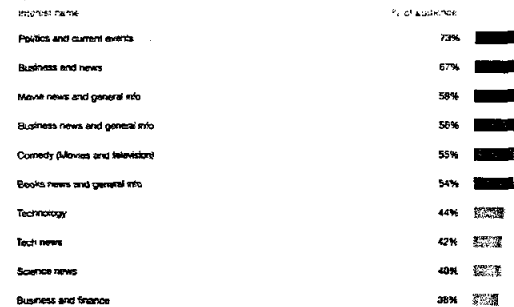 Interest name % of audience
Politics and current events 73%
Business and news 67%
Movie news and general info 58%
Business news and general info 56%
Comedy (Movies and television) 55%
Books news and general info 54%
Technology 44%
Tech news 42%
Science news 40%
Business and finance 38%